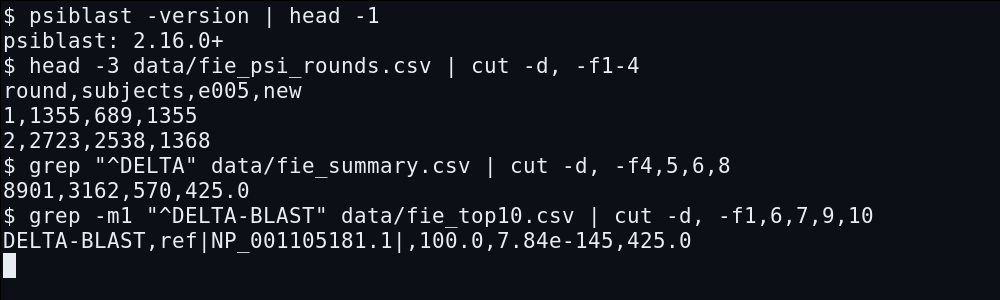 $ psiblast -version | head -1
psiblast: 2.16.0+
$ head -3 data/fie_psi_rounds.csv | cut -d, -f1-4
round,subjects,e005,new
1,1355,689,1355
2,2723,2538,1368
$ grep "^DELTA" data/fie_summary.csv | cut -d, -f4,5,6,8
8901,3162,570,425.0
$ grep -m1 "^DELTA-BLAST" data/fie_top10.csv | cut -d, -f1,6,7,9,10
DELTA-BLAST,ref|NP_001105181.1|,100.0,7.84e-145,425.0